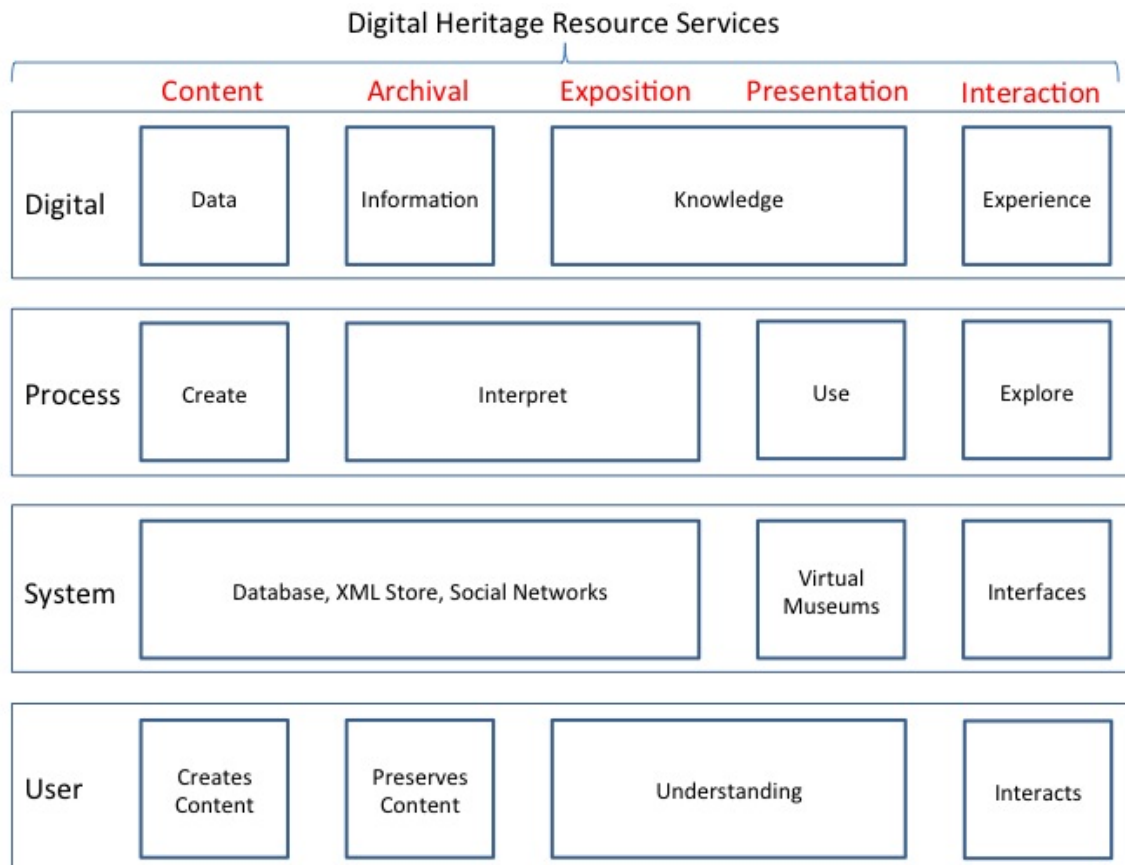 Digital Heritage Resource Services
Content Archival Exposition Presentation Interaction
Digital
Data
Information
Knowledge
Experience
Process
Create
Interpret
Use
Explore
System
Database, XML Store, Social Networks
Virtual
Museums
Interfaces
User
Creates
Content
Preserves
Content
Understanding
Interacts